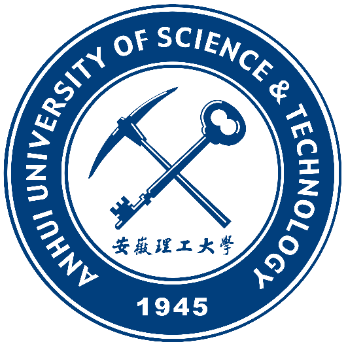 ANHUI UNIVERSITY OF SCIENCE & TECHNOLOGY
安徽理工大學
1945